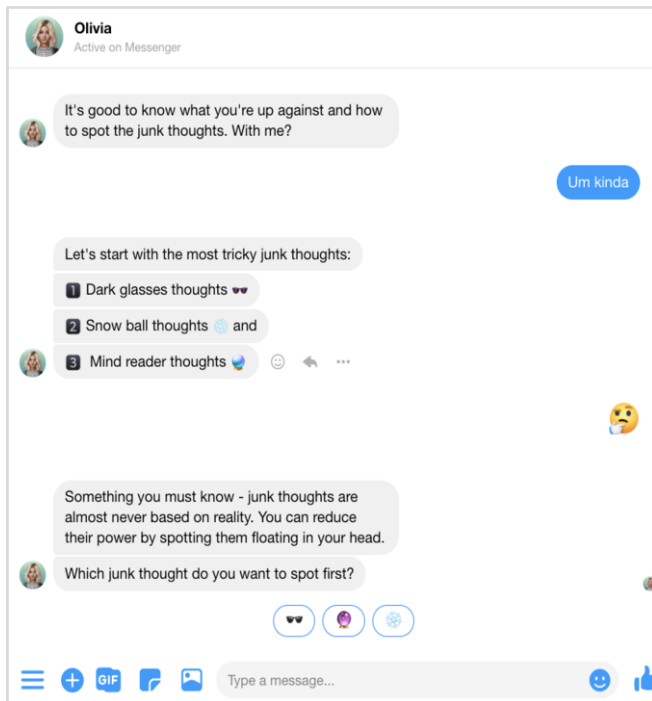 Olivia
Active on Messenger
It's good to know what you're up against and how
to spot the junk thoughts. With me?
Um kinda
Let's start with the most tricky junk thoughts:
1 Dark glasses thoughts 🕶️
2 Snow ball thoughts ❄️ and
3 Mind reader thoughts 🔮
🤔
Something you must know - junk thoughts are
almost never based on reality. You can reduce
their power by spotting them floating in your head.
Which junk thought do you want to spot first?
🕶️ 🔮 ❄️
GIF
Type a message...